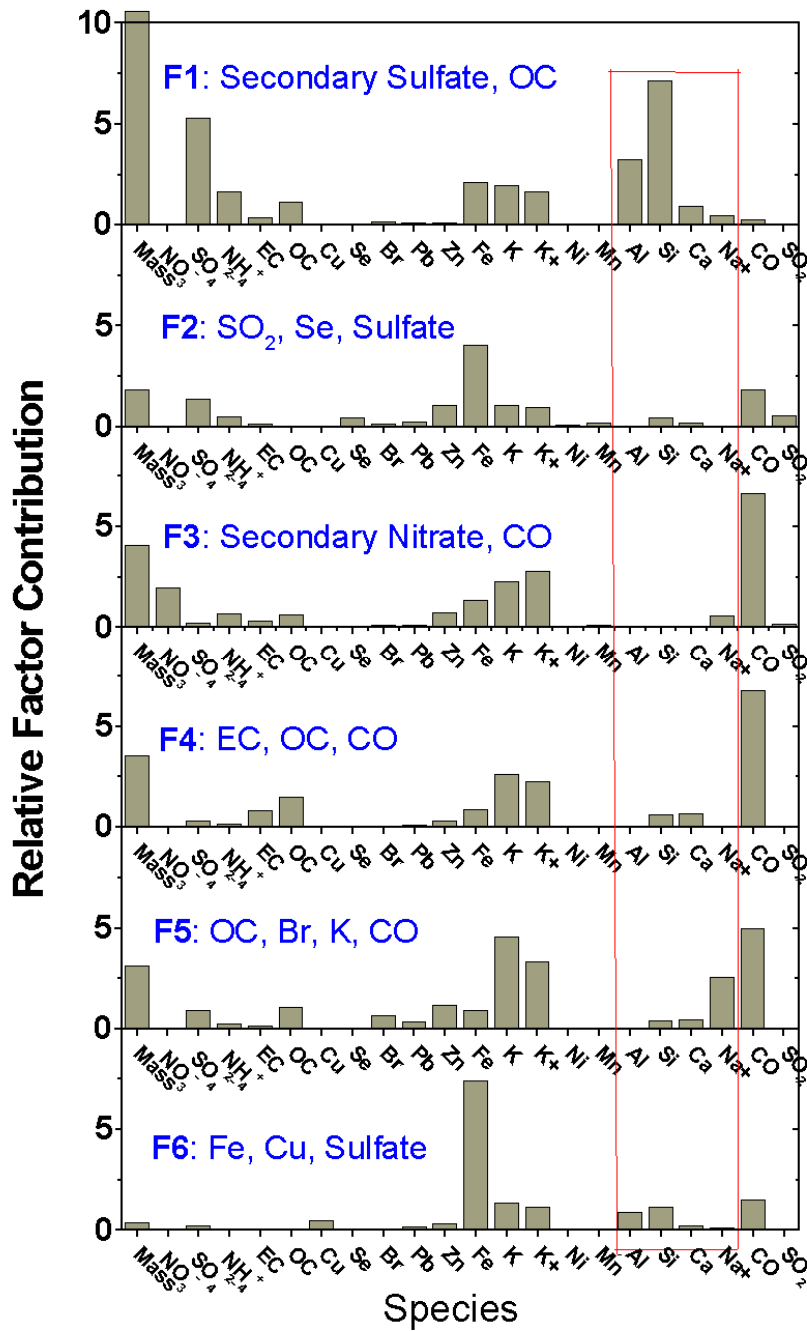 Relative Factor Contribution
10
F1: Secondary Sulfate, OC
5
0
Mass NO₃⁻ SO₄²⁻ NH₄⁺ EC OC Cu Se Br Pb Zn Fe K K+ Ni Mn Al Si Ca Na+ CO SO₂
F2: SO₂, Se, Sulfate
5
0
Mass NO₃⁻ SO₄²⁻ NH₄⁺ EC OC Cu Se Br Pb Zn Fe K K+ Ni Mn Al Si Ca Na+ CO SO₂
F3: Secondary Nitrate, CO
5
0
Mass NO₃⁻ SO₄²⁻ NH₄⁺ EC OC Cu Se Br Pb Zn Fe K K+ Ni Mn Al Si Ca Na+ CO SO₂
F4: EC, OC, CO
5
0
Mass NO₃⁻ SO₄²⁻ NH₄⁺ EC OC Cu Se Br Pb Zn Fe K K+ Ni Mn Al Si Ca Na+ CO SO₂
F5: OC, Br, K, CO
5
0
Mass NO₃⁻ SO₄²⁻ NH₄⁺ EC OC Cu Se Br Pb Zn Fe K K+ Ni Mn Al Si Ca Na+ CO SO₂
F6: Fe, Cu, Sulfate
5
0
Mass NO₃⁻ SO₄²⁻ NH₄⁺ EC OC Cu Se Br Pb Zn Fe K K+ Ni Mn Al Si Ca Na+ CO SO₂
Species